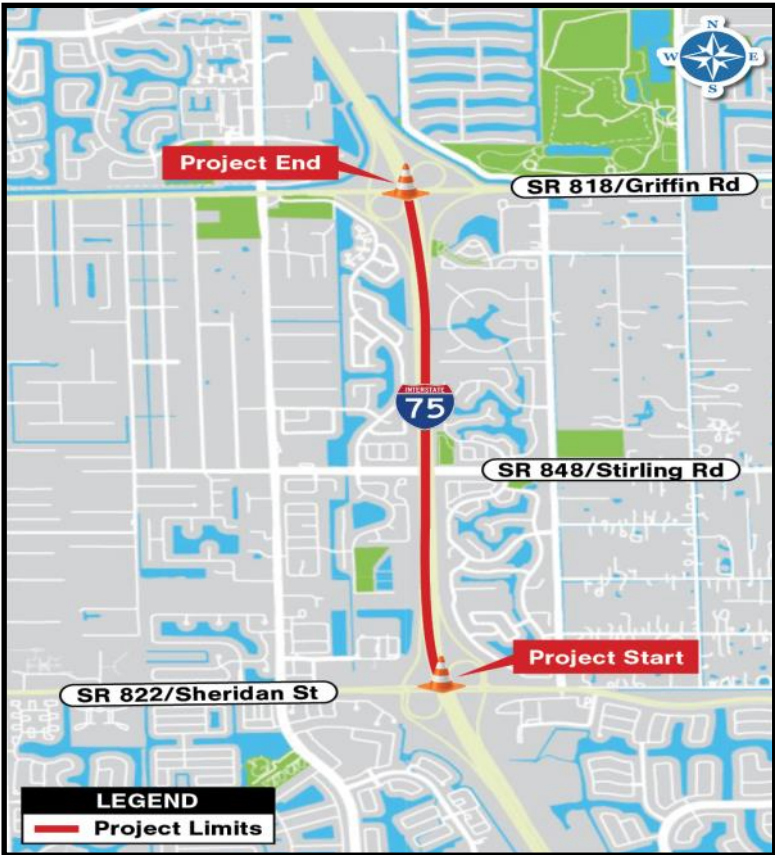 N
W E
S
Project End
SR 818/Griffin Rd
INTERSTATE
75
SR 848/Stirling Rd
Project Start
SR 822/Sheridan St
LEGEND
Project Limits